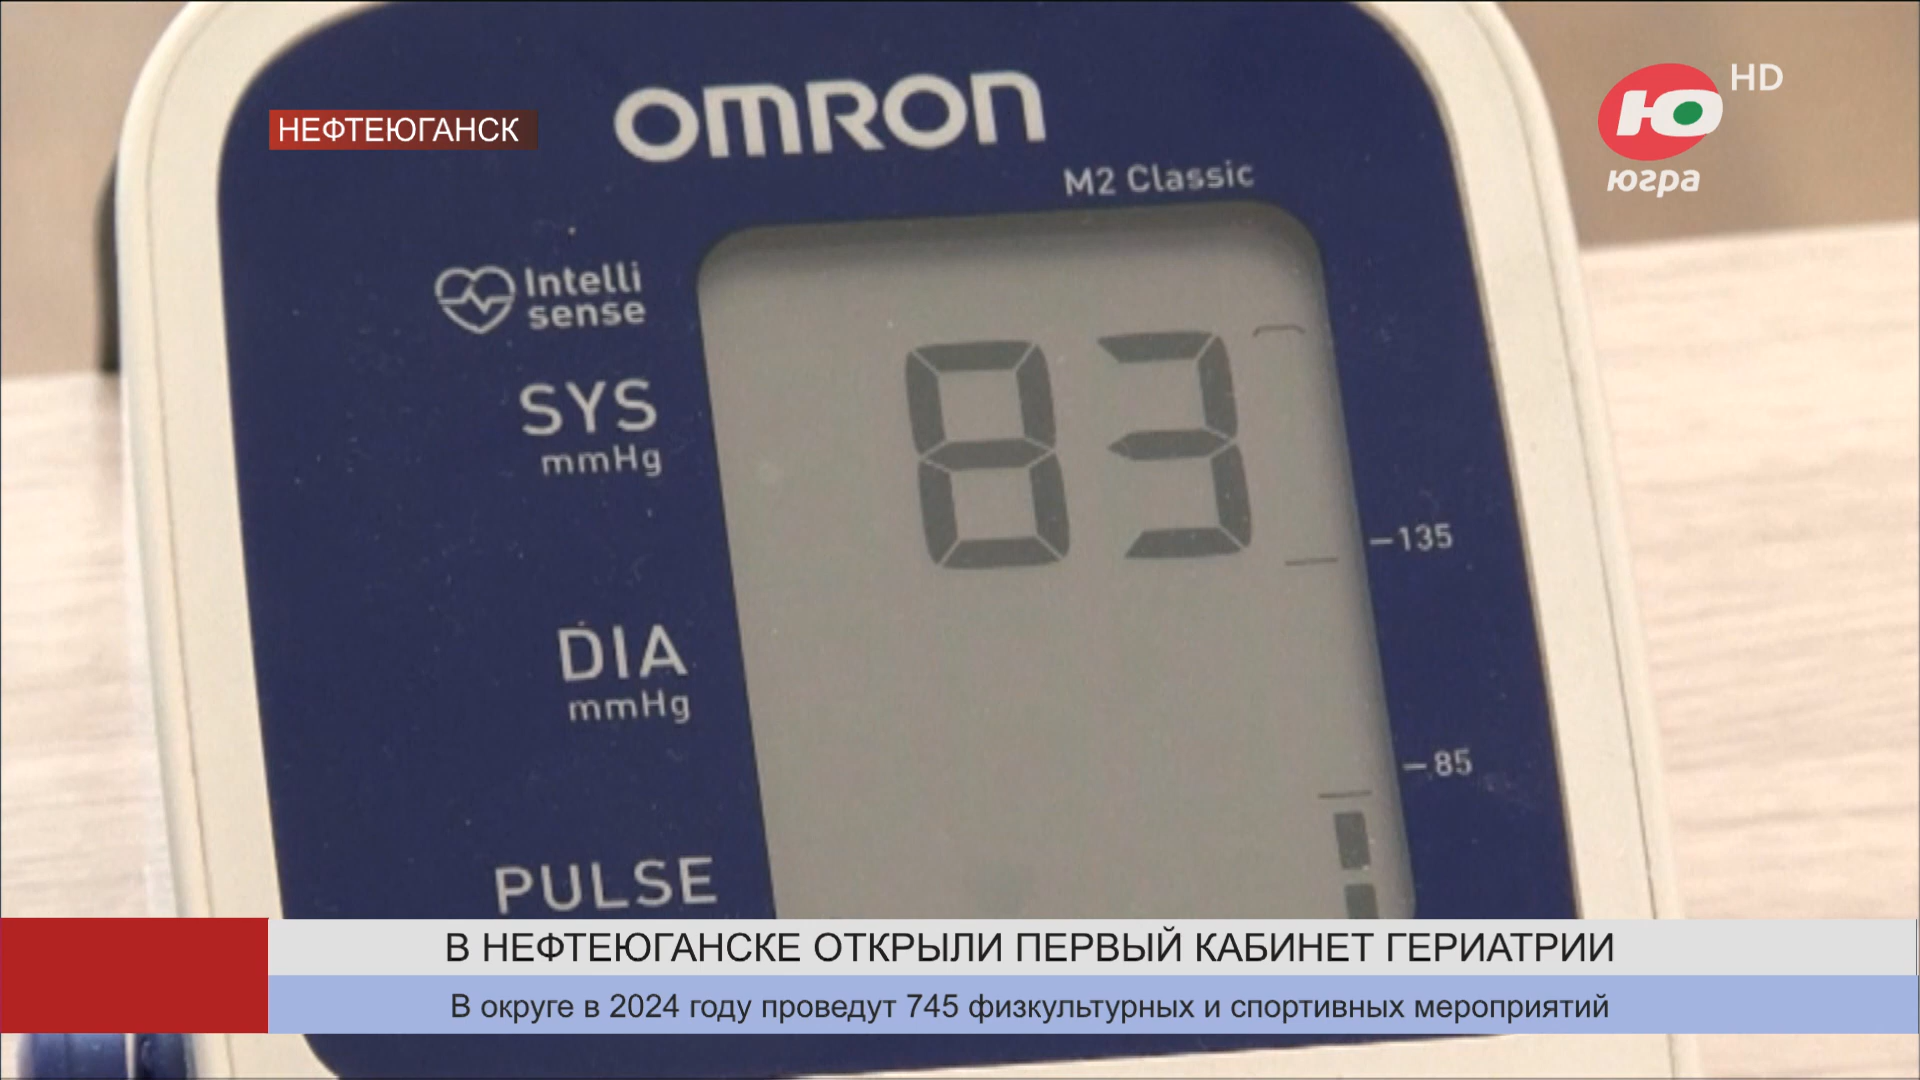 OMRON
M2 Classic
НЕФТЕЮГАНСК
Ю HD
югра
Intelli
sense
83
SYS
mmHg
-135
DIA
mmHg
-85
PULSE
В НЕФТЕЮГАНСКЕ ОТКРЫЛИ ПЕРВЫЙ КАБИНЕТ ГЕРИАТРИИ
В округе в 2024 году проведут 745 физкультурных и спортивных мероприятий